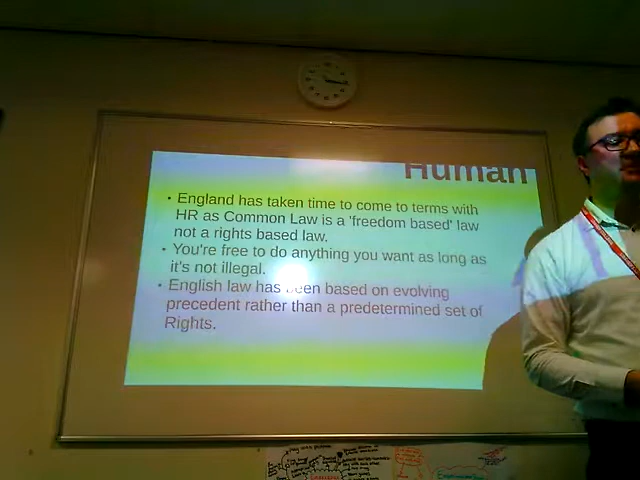 Human
• England has taken time to come to terms with
HR as Common Law is a 'freedom based' law
not a rights based law.
• You're free to do anything you want as long as
it's not illegal.
• English law has been based on evolving
precedent rather than a predetermined set of
Rights.